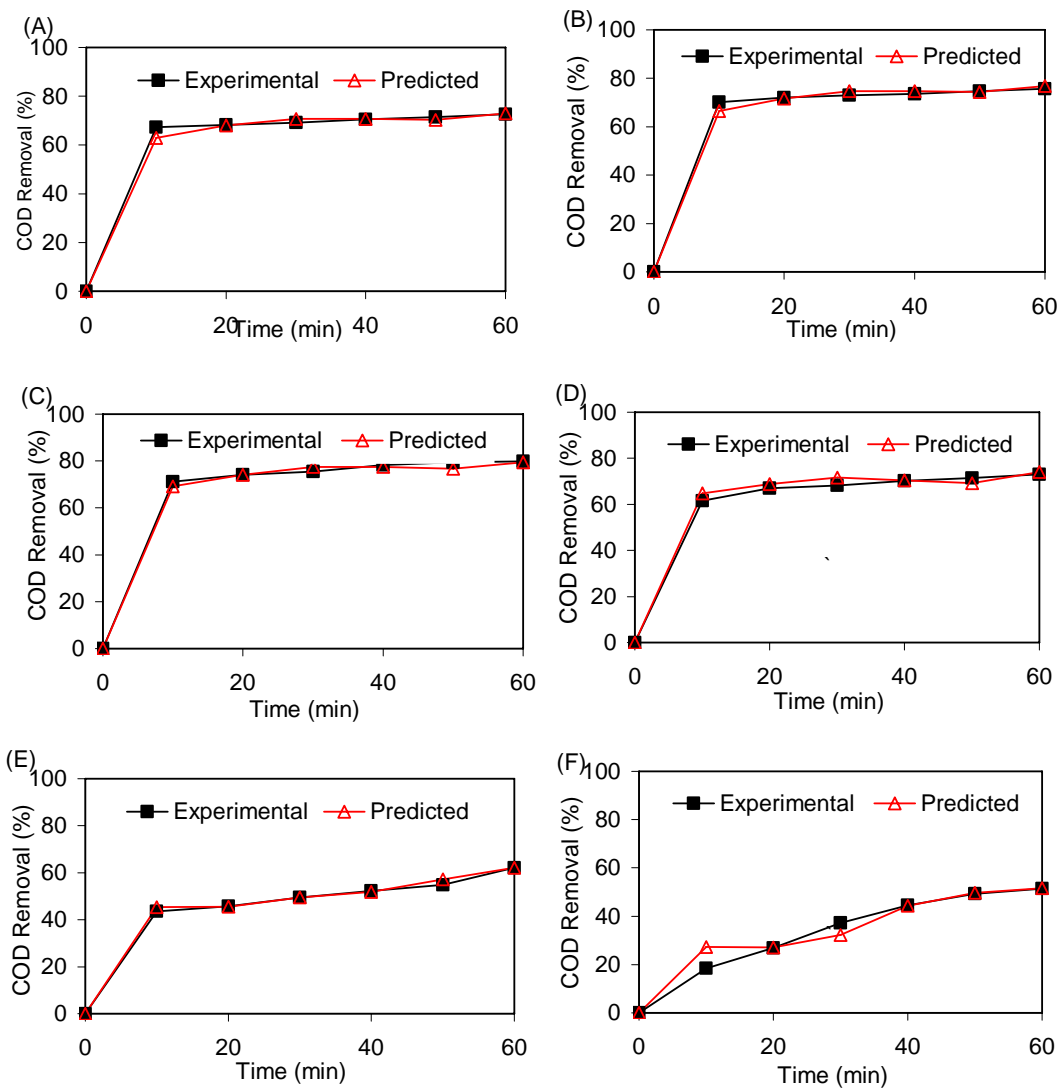 (A)
100
80
60
40
20
0
COD Removal (%)
Experimental Predicted
0 20 40 60
Time (min)
(B)
100
80
60
40
20
0
COD Removal (%)
Experimental Predicted
0 20 40 60
Time (min)
(C)
100
80
60
40
20
0
COD Removal (%)
Experimental Predicted
0 20 40 60
Time (min)
(D)
100
80
60
40
20
0
COD Removal (%)
Experimental Predicted
`
0 20 40 60
Time (min)
(E)
100
80
60
40
20
0
COD Removal (%)
Experimental Predicted
0 20 40 60
Time (min)
(F)
100
80
60
40
20
0
COD Removal (%)
Experimental Predicted
0 20 40 60
Time (min)